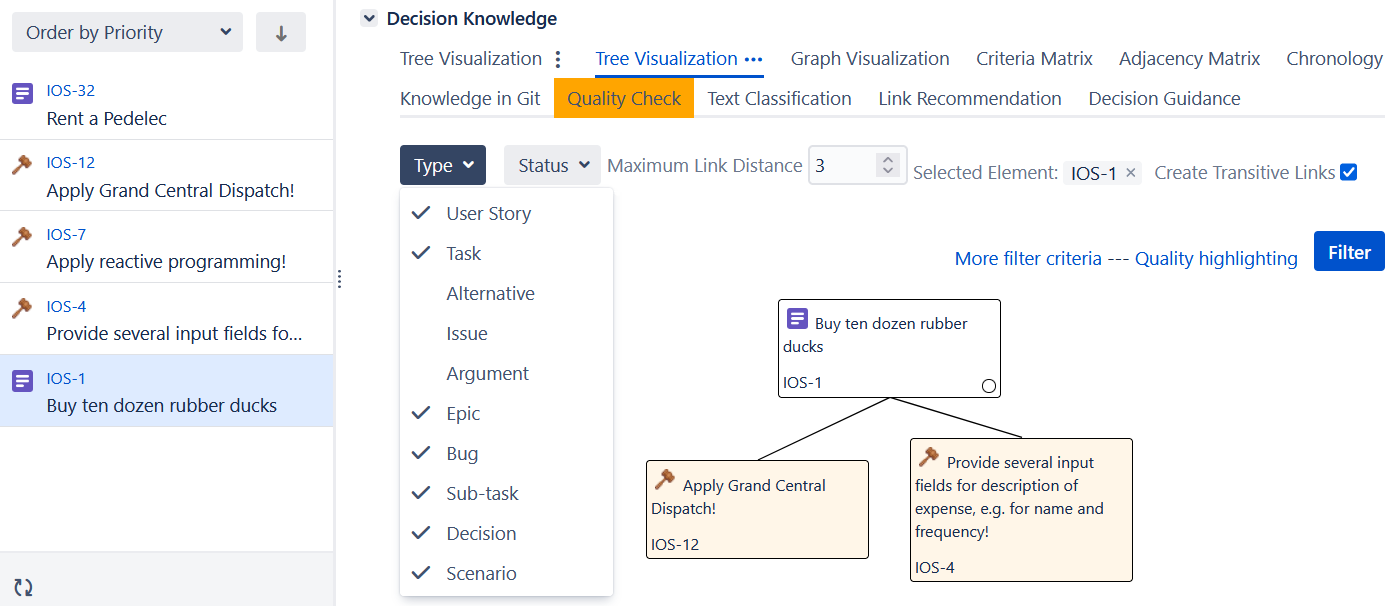 Order by Priority
IOS-32
Rent a Pedelec
IOS-12
Apply Grand Central Dispatch!
IOS-7
Apply reactive programming!
IOS-4
Provide several input fields fo...
IOS-1
Buy ten dozen rubber ducks
Decision Knowledge
Tree Visualization Tree Visualization Graph Visualization Criteria Matrix Adjacency Matrix Chronology
Knowledge in Git Quality Check Text Classification Link Recommendation Decision Guidance
Type Status Maximum Link Distance 3 Selected Element: IOS-1 × Create Transitive Links
User Story
Task
Alternative
Issue
Argument
Epic
Bug
Sub-task
Decision
Scenario
More filter criteria --- Quality highlighting Filter
Buy ten dozen rubber
ducks
IOS-1
Apply Grand Central
Dispatch!
IOS-12
Provide several input
fields for description of
expense, e.g. for name and
frequency!
IOS-4